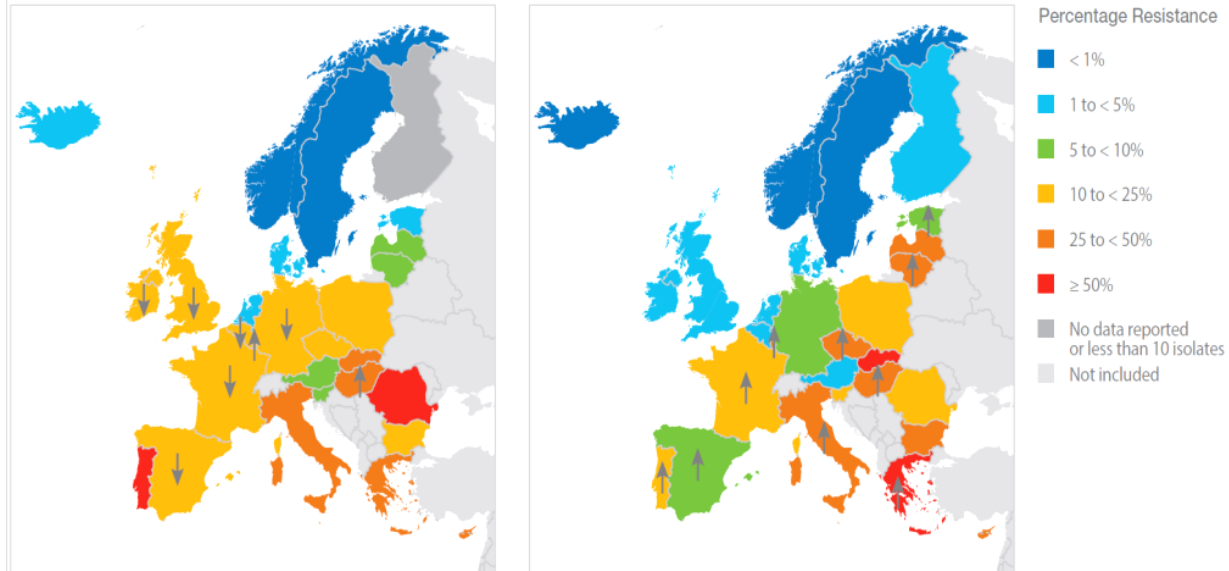 Percentage Resistance
< 1%
1 to < 5%
5 to < 10%
10 to < 25%
25 to < 50%
≥ 50%
No data reported
or less than 10 isolates
Not included